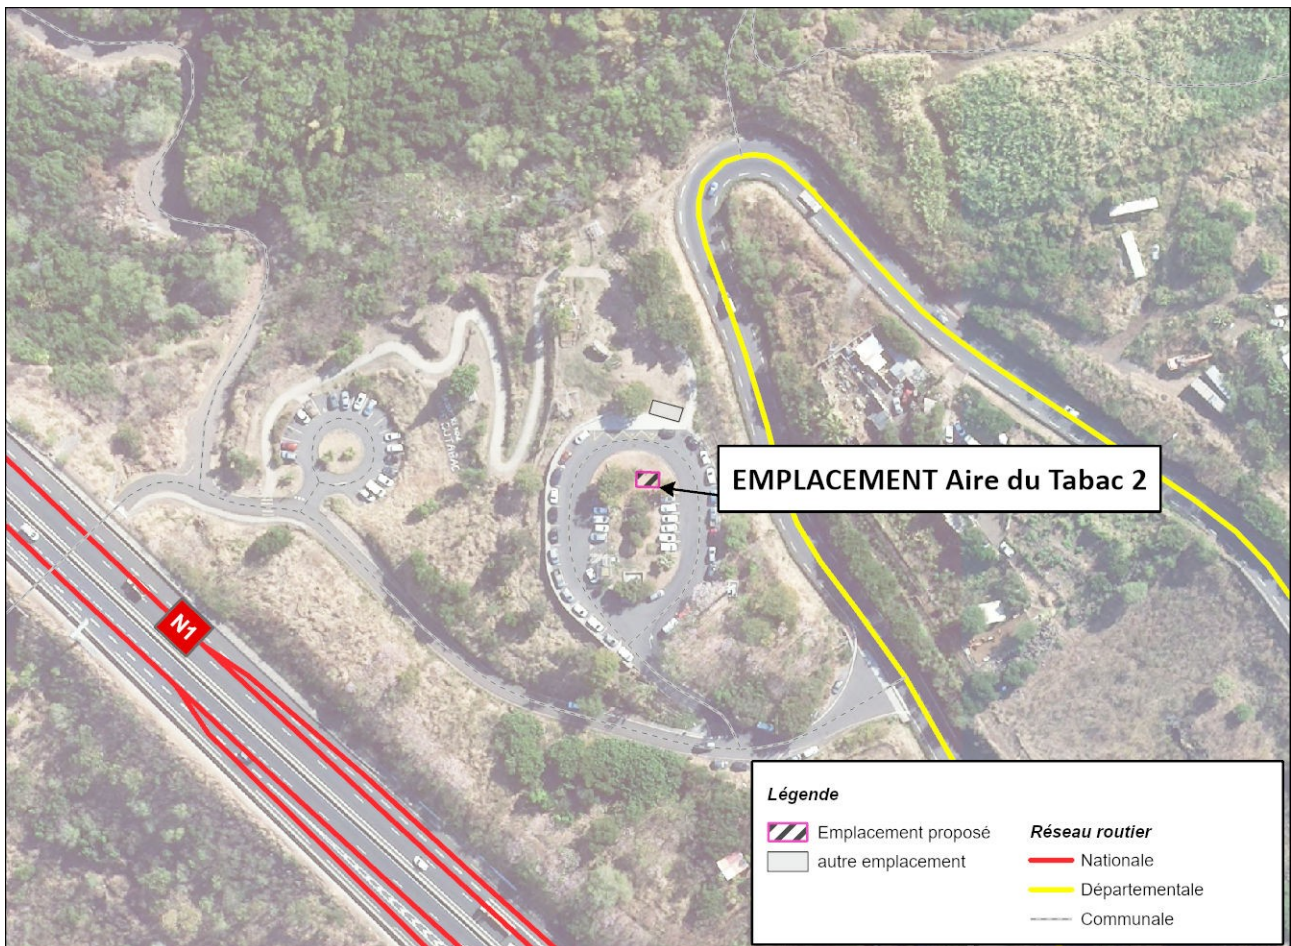 EMPLACEMENT Aire du Tabac 2
N1
Légende
Emplacement proposé
autre emplacement
Réseau routier
Nationale
Départementale
Communale